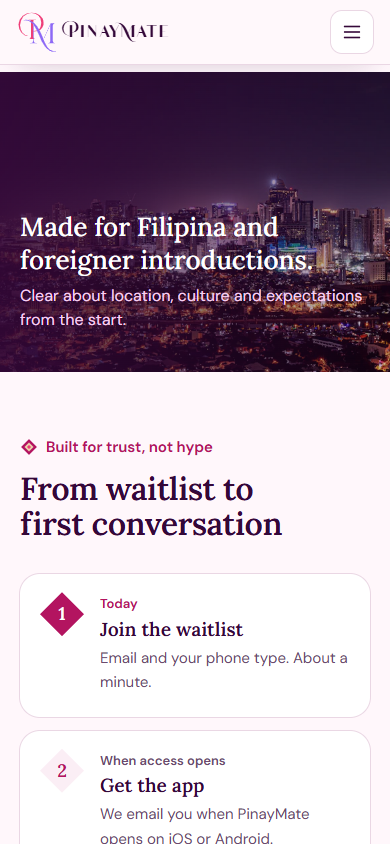 PM PINAYMATE
Made for Filipina and
foreigner introductions.
Clear about location, culture and expectations
from the start.
Built for trust, not hype
From waitlist to
first conversation
1
Today
Join the waitlist
Email and your phone type. About a
minute.
2
When access opens
Get the app
We email you when PinayMate
opens on iOS or Android.